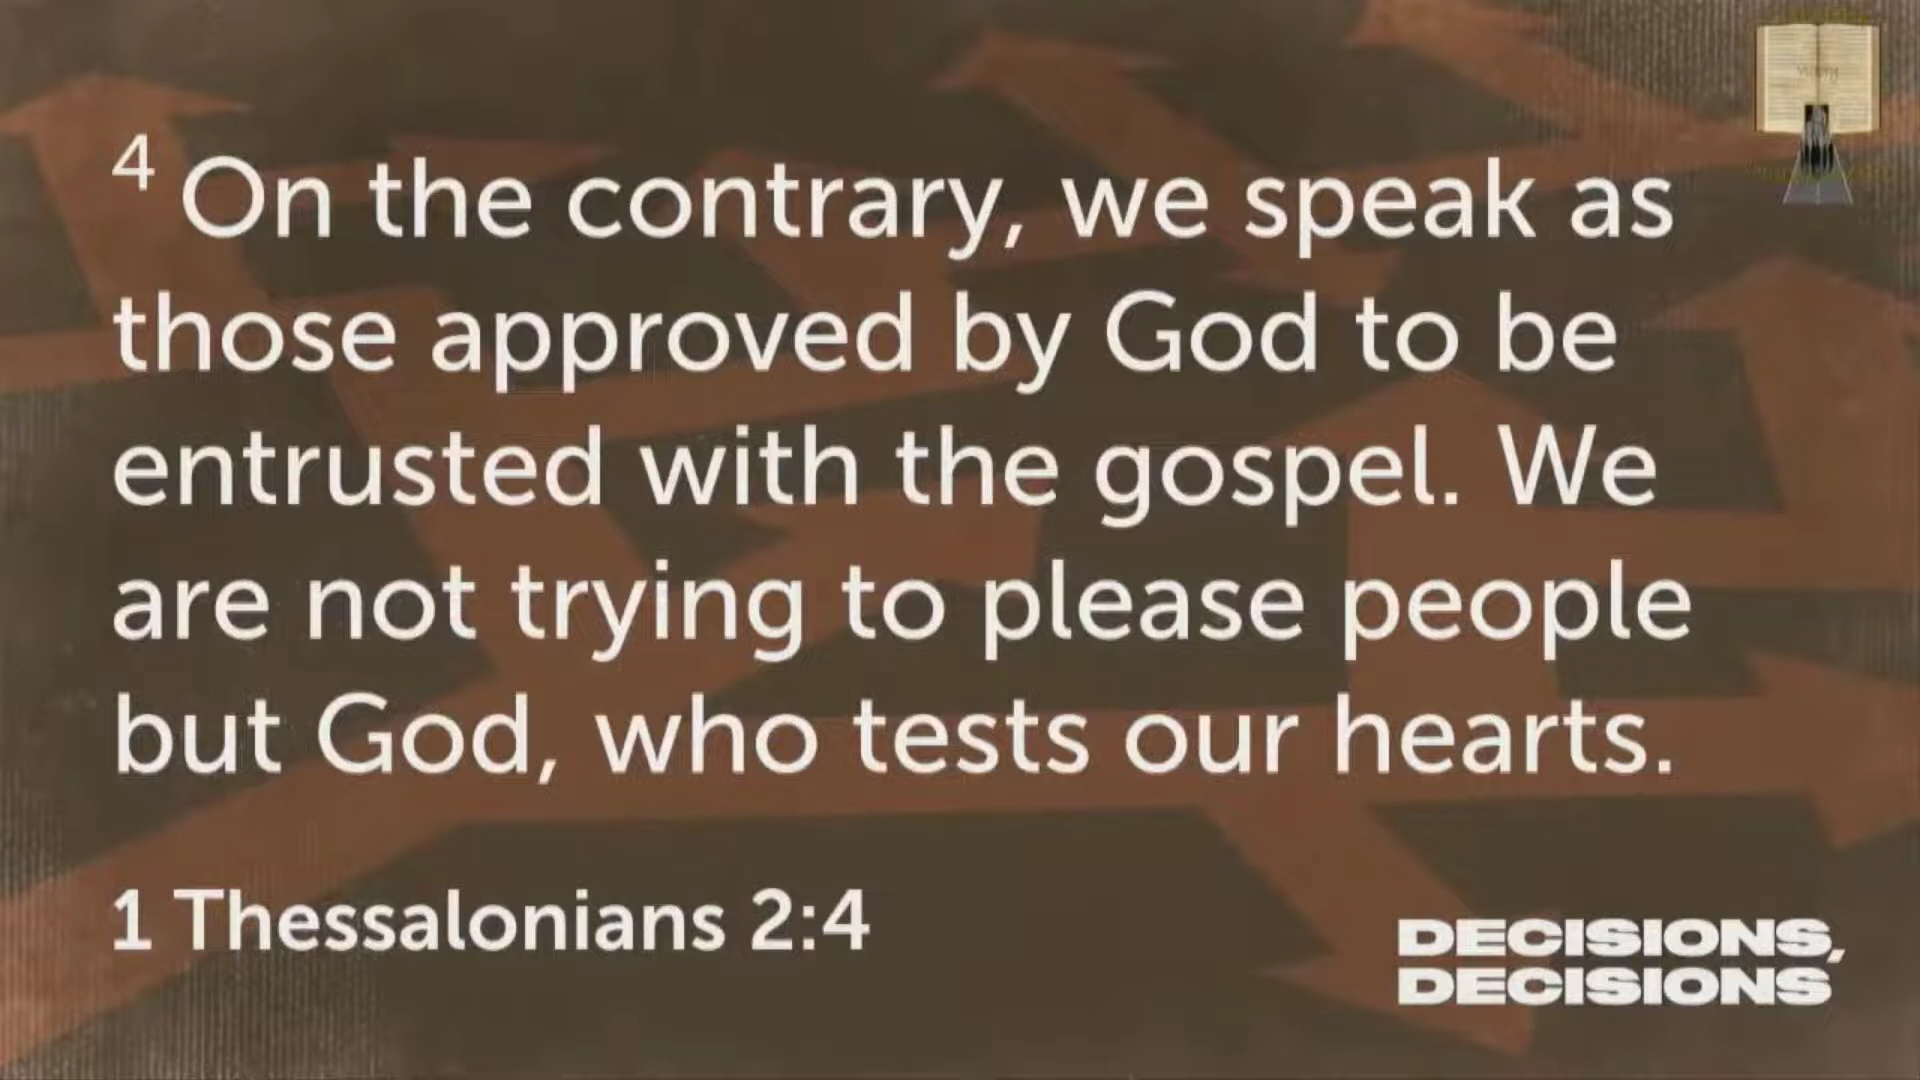 4 On the contrary, we speak as
those approved by God to be
entrusted with the gospel. We
are not trying to please people
but God, who tests our hearts.
1 Thessalonians 2:4
DECISIONS,
DECISIONS